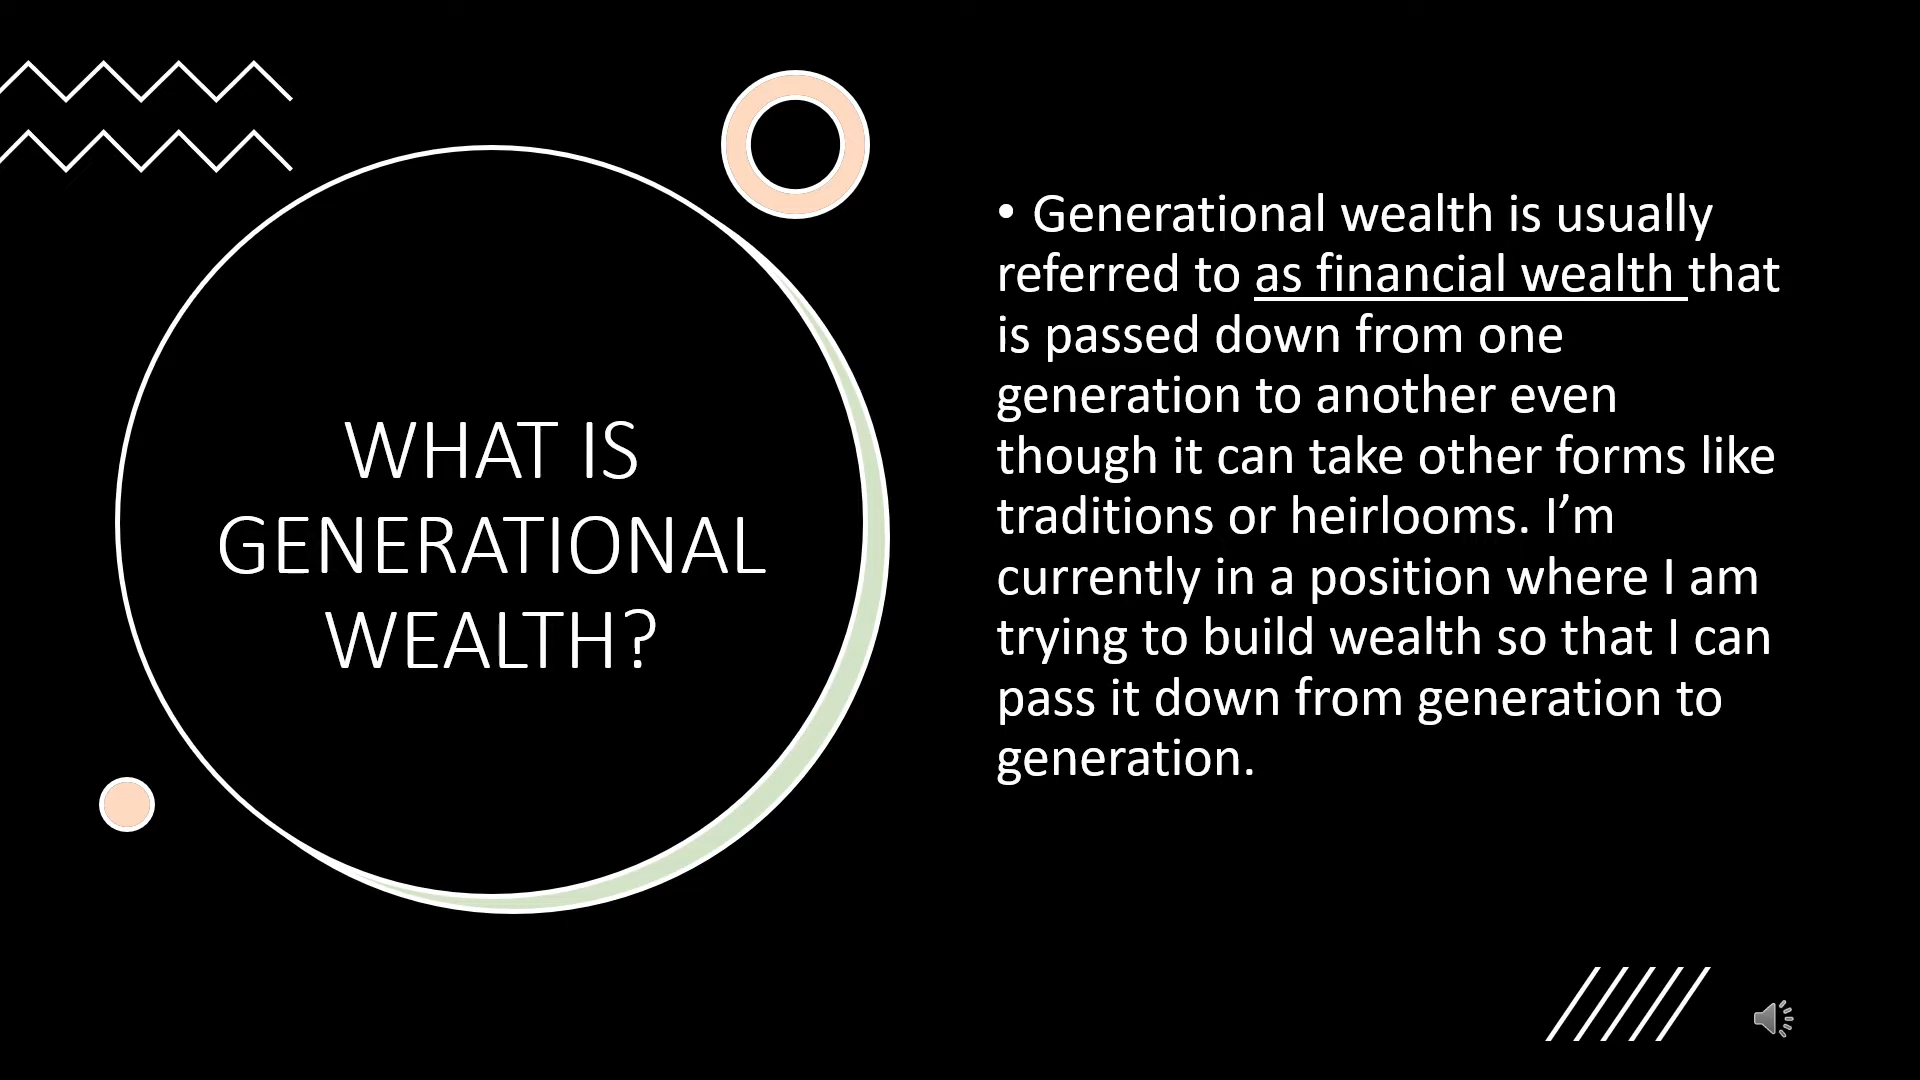 WHAT IS
GENERATIONAL
WEALTH?
• Generational wealth is usually
referred to as financial wealth that
is passed down from one
generation to another even
though it can take other forms like
traditions or heirlooms. I’m
currently in a position where I am
trying to build wealth so that I can
pass it down from generation to
generation.